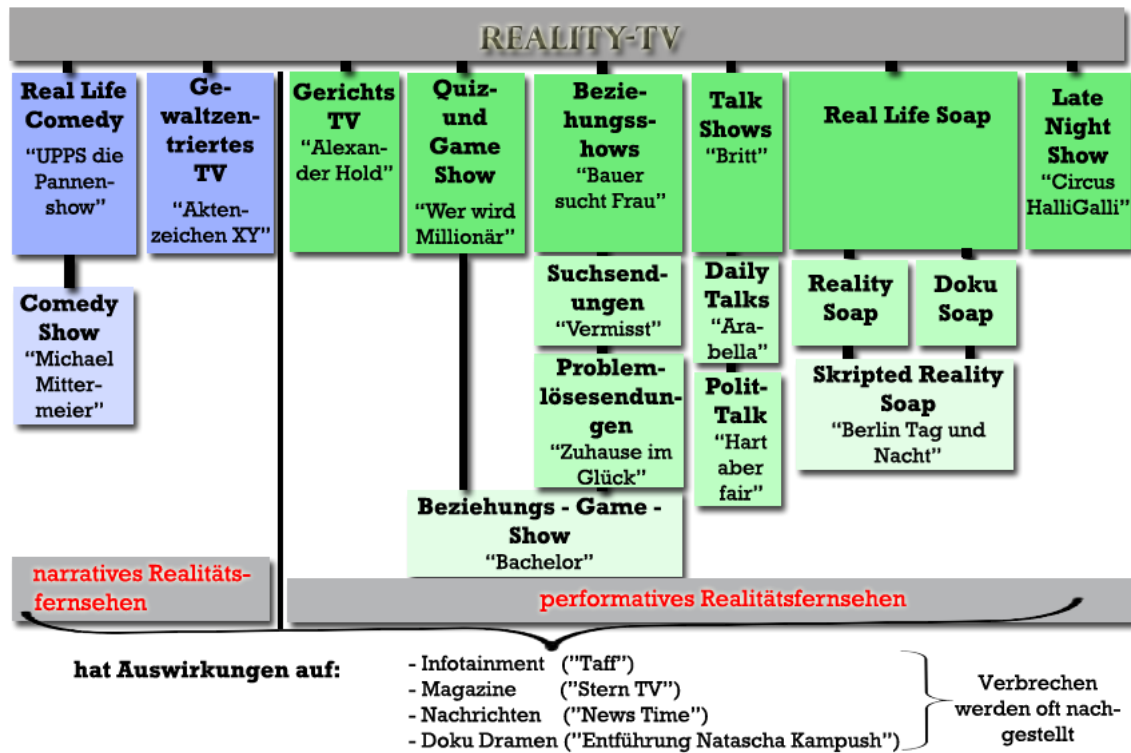 REALITY-TV
Real Life
Comedy
“UPPS die
Pannen-
show”
Ge-
waltzen-
triertes
TV
“Akten-
zeichen XY”
Gerichts
TV
“Alexan-
der Hold”
Quiz-
und
Game
Show
“Wer wird
Millionär”
Bezie-
hungss-
hows
“Bauer
sucht Frau”
Talk
Shows
“Britt”
Real Life Soap
Late
Night
Show
“Circus
HalliGalli”
Comedy
Show
“Michael
Mitter-
meier”
Suchsend-
ungen
“Vermisst”
Daily
Talks
“Ara-
bella”
Reality
Soap
Doku
Soap
Problem-
lösesendun-
gen
“Zuhause im
Glück”
Polit-
Talk
“Hart
aber
fair”
Skripted Reality
Soap
“Berlin Tag und
Nacht”
Beziehungs - Game -
Show
“Bachelor”
narratives Realitäts-
fernsehen
performatives Realitätsfernsehen
hat Auswirkungen auf:
- Infotainment (”Taff”)
- Magazine (”Stern TV”)
- Nachrichten (”News Time”)
- Doku Dramen (”Entführung Natascha Kampush”)
Verbrechen
werden oft nach-
gestellt